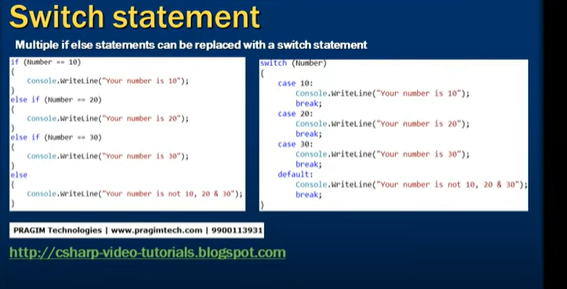 Switch statement
Multiple if else statements can be replaced with a switch statement
if (Number == 10)
{
Console.WriteLine("Your number is 10");
}
else if (Number == 20)
{
Console.WriteLine("Your number is 20");
}
else if (Number == 30)
{
Console.WriteLine("Your number is 30");
}
else
{
Console.WriteLine("Your number is not 10, 20 & 30");
}
switch (Number)
{
case 10:
Console.WriteLine("Your number is 10");
break;
case 20:
Console.WriteLine("Your number is 20");
break;
case 30:
Console.WriteLine("Your number is 30");
break;
default:
Console.WriteLine("Your number is not 10, 20 & 30");
break;
}
PRAGIM Technologies | www.pragimtech.com | 9900113931
http://csharp-video-tutorials.blogspot.com